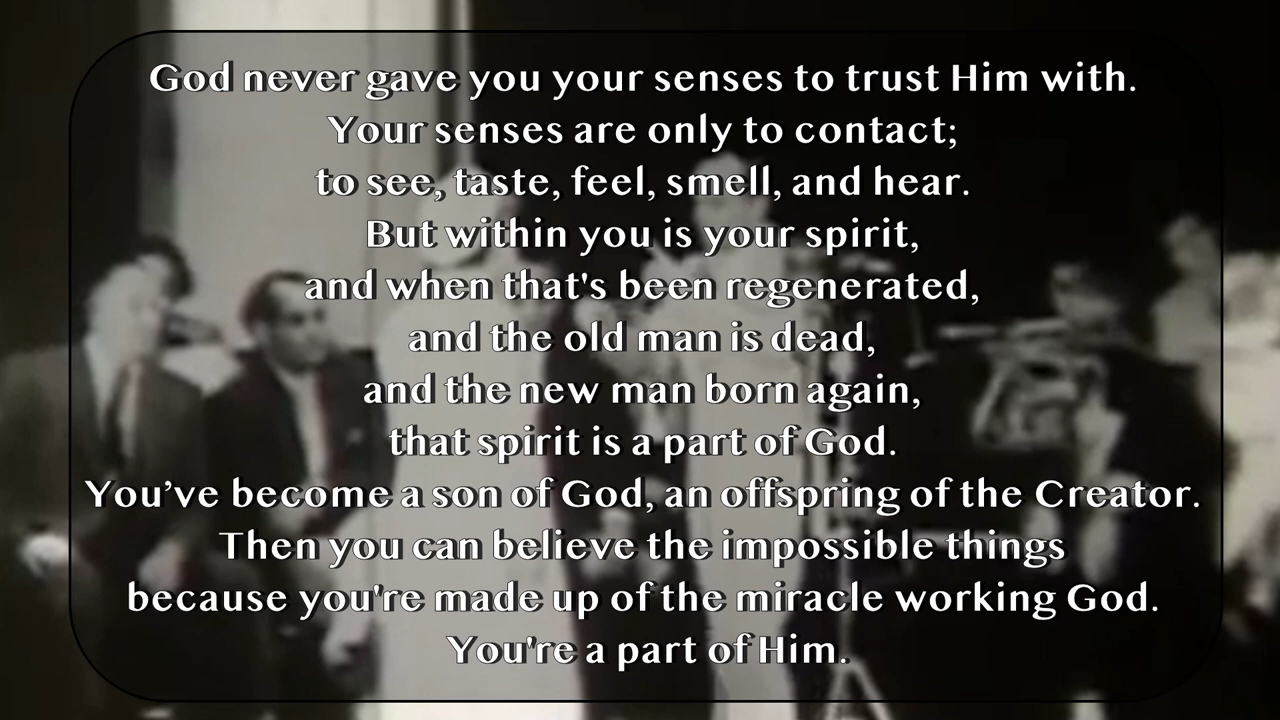 God never gave you your senses to trust Him with.
Your senses are only to contact;
to see, taste, feel, smell, and hear.
But within you is your spirit,
and when that's been regenerated,
and the old man is dead,
and the new man born again,
that spirit is a part of God.
You’ve become a son of God, an offspring of the Creator.
Then you can believe the impossible things
because you're made up of the miracle working God.
You're a part of Him.